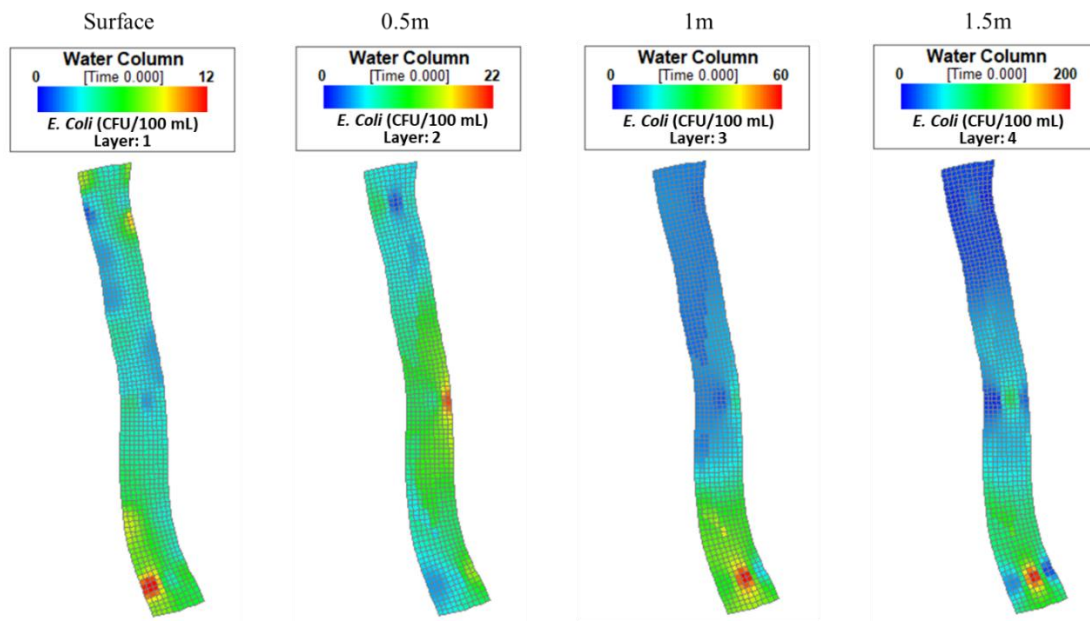 Surface
Water Column
0 [Time 0.000] 12
E. Coli (CFU/100 mL)
Layer: 1
0.5m
Water Column
0 [Time 0.000] 22
E. Coli (CFU/100 mL)
Layer: 2
1m
Water Column
0 [Time 0.000] 60
E. Coli (CFU/100 mL)
Layer: 3
1.5m
Water Column
0 [Time 0.000] 200
E. Coli (CFU/100 mL)
Layer: 4